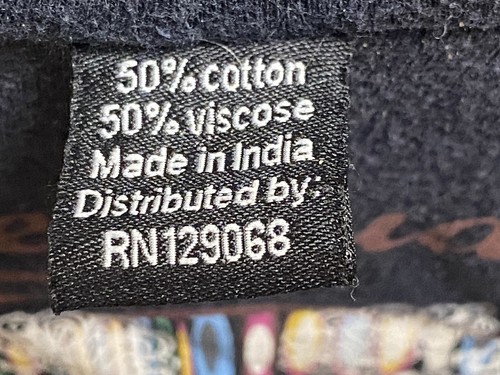 50% cotton
50% viscose
Made in India
Distributed by:
RN129068